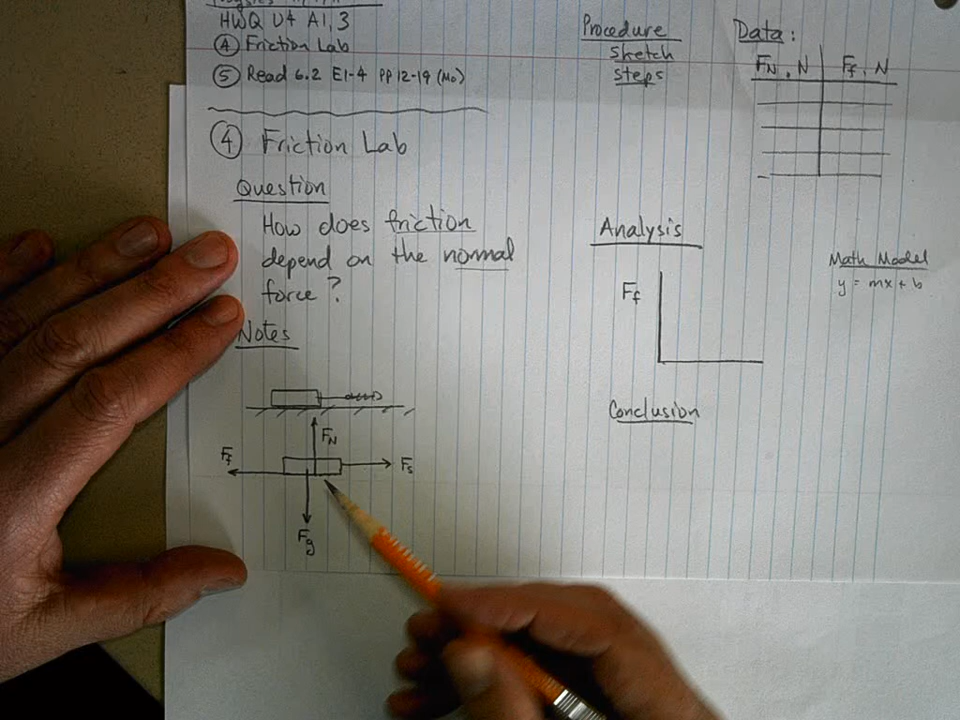 HWQ U4 A1,3
④ Friction Lab
⑤ Read 6.2 E1-4 PP 12-19 (Mo)
④ Friction Lab
Question
How does friction
depend on the normal
force?
Notes
FN
Ff
Fs
Fg
Procedure
Sketch
Steps
Data:
FN, N Ff, N
Analysis
Ff
Math Model
y = mx + b
Conclusion